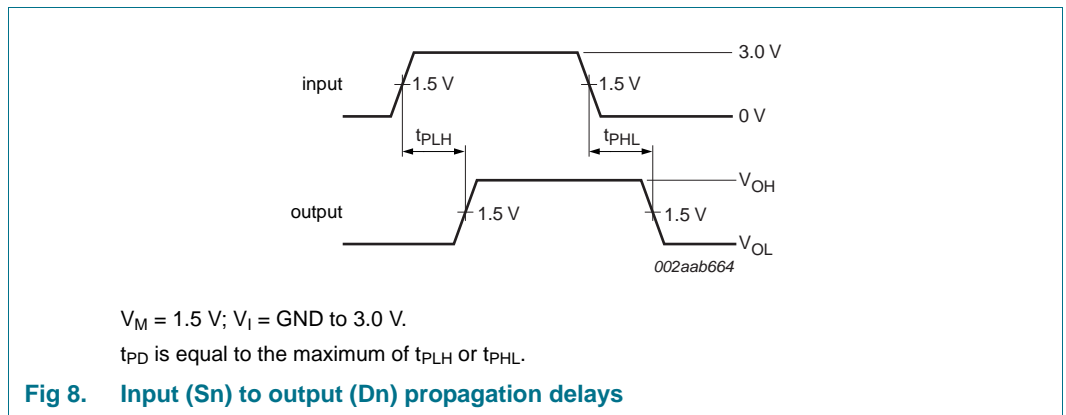 3.0 V
input
1.5 V
1.5 V
0 V
tPLH
tPHL
VOH
output
1.5 V
1.5 V
VOL
002aab664
VM = 1.5 V; VI = GND to 3.0 V.
tPD is equal to the maximum of tPLH or tPHL.
Fig 8. Input (Sn) to output (Dn) propagation delays